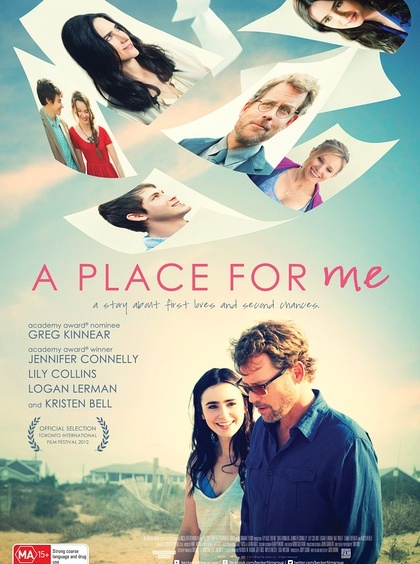 A PLACE FOR me
a story about first loves and second chances.
academy award® nominee
GREG KINNEAR
academy award® winner
JENNIFER CONNELLY
LILY COLLINS
LOGAN LERMAN
and KRISTEN BELL
OFFICIAL SELECTION
TORONTO INTERNATIONAL
FILM FESTIVAL 2012
MA 15+
Strong coarse
language and drug
use